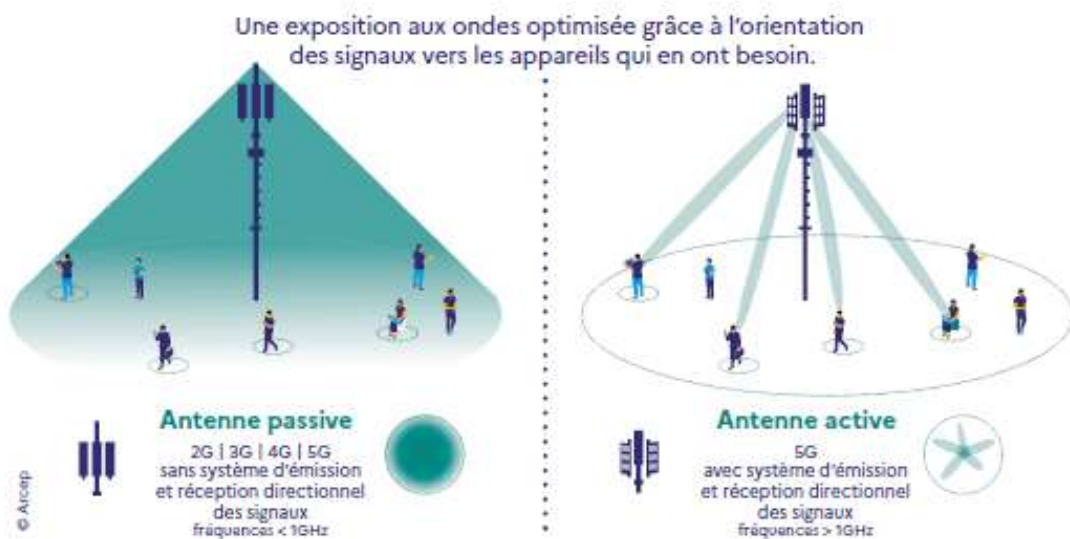 Une exposition aux ondes optimisée grâce à l'orientation
des signaux vers les appareils qui en ont besoin.
Antenne passive
2G | 3G | 4G | 5G
sans système d'émission
et réception directionnel
des signaux
fréquences < 1GHz
Antenne active
5G
avec système d'émission
et réception directionnel
des signaux
fréquences > 1GHz
© Arcep